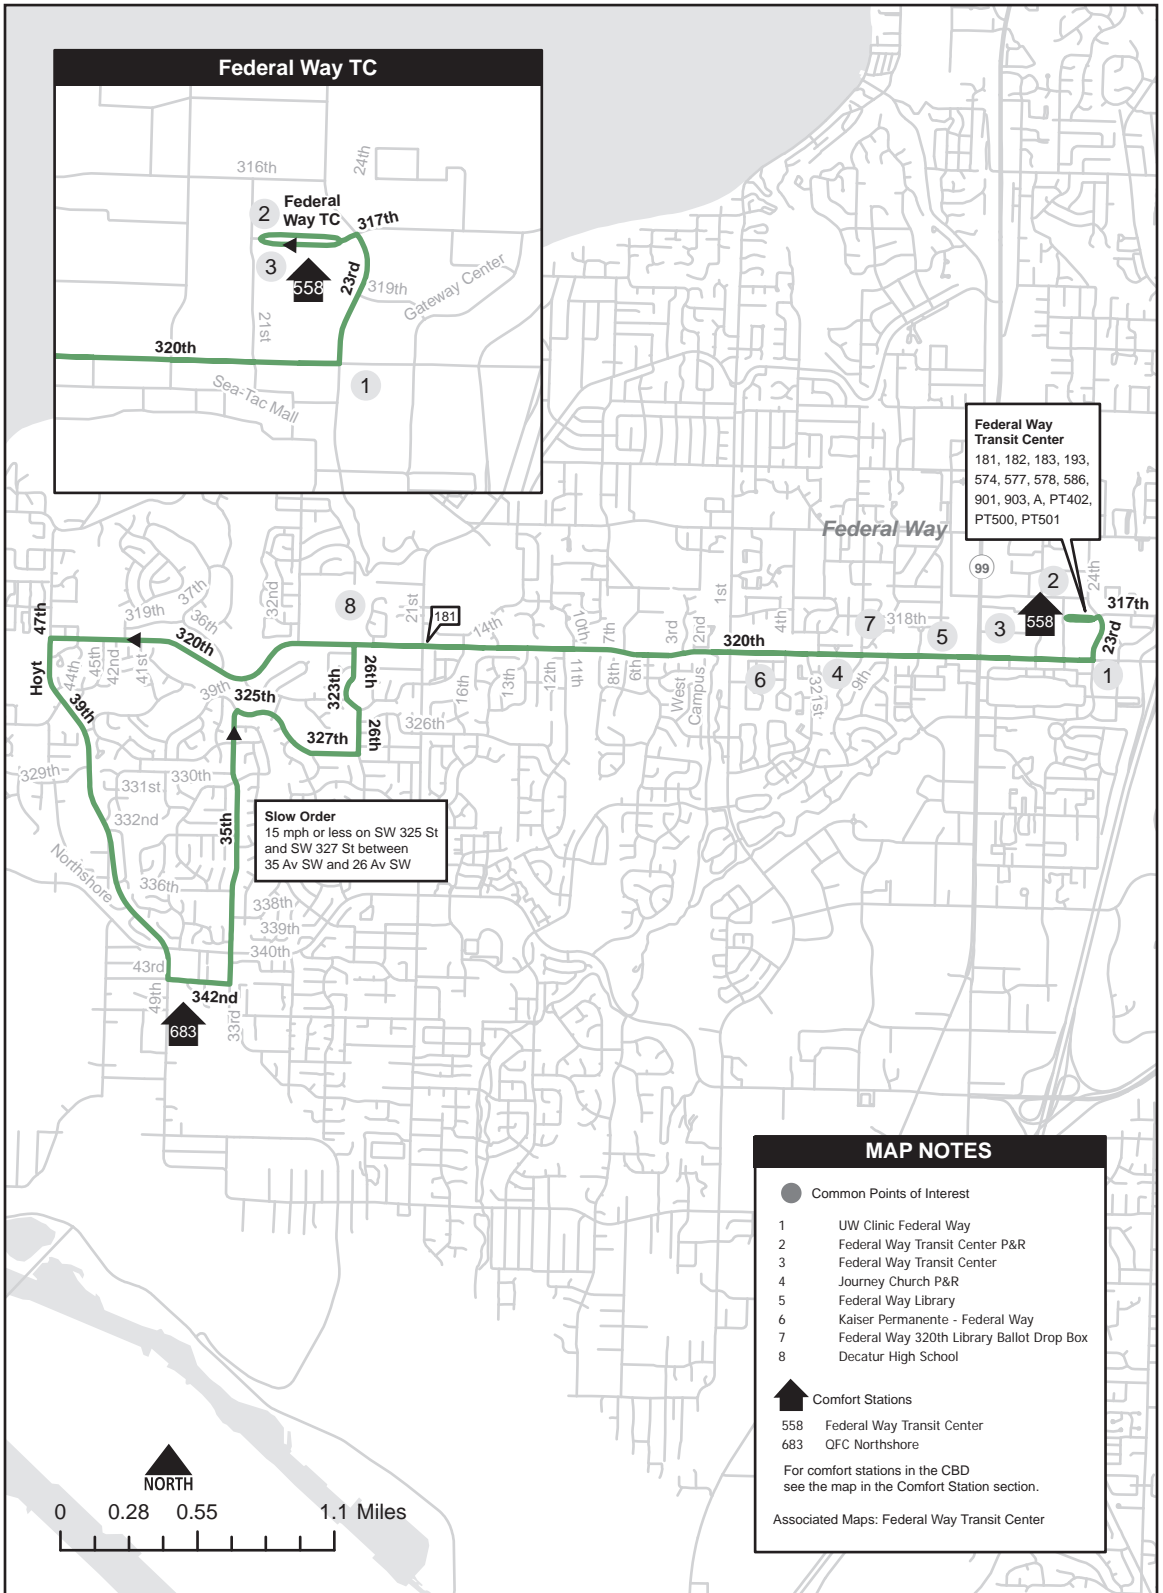 Federal Way TC
316th
24th
2
Federal
Way TC
317th
3
558
23rd
319th
Gateway Center
21st
320th
Sea-Tac Mall
1
Federal Way
Transit Center
181, 182, 183, 193,
574, 577, 578, 586,
901, 903, A, PT402,
PT500, PT501
Federal Way
99
2
24th
317th
558
23rd
3
1
5
318th
7
4
9th
321st
6
4th
1st
320th
2nd
3rd
West
Campus
7th
6th
8th
10th
11th
12th
13th
14th
16th
181
21st
8
26th
323rd
26th
326th
327th
325th
32nd
37th
36th
319th
320th
39th
47th
Hoyt
44th
45th
42nd
41st
39th
329th
330th
331st
332nd
35th
Northshore
336th
338th
339th
340th
43rd
49th
342nd
33rd
683
Slow Order
15 mph or less on SW 325 St
and SW 327 St between
35 Av SW and 26 Av SW
MAP NOTES
Common Points of Interest
1 UW Clinic Federal Way
2 Federal Way Transit Center P&R
3 Federal Way Transit Center
4 Journey Church P&R
5 Federal Way Library
6 Kaiser Permanente - Federal Way
7 Federal Way 320th Library Ballot Drop Box
8 Decatur High School
Comfort Stations
558 Federal Way Transit Center
683 QFC Northshore
For comfort stations in the CBD
see the map in the Comfort Station section.
Associated Maps: Federal Way Transit Center
NORTH
0 0.28 0.55 1.1 Miles